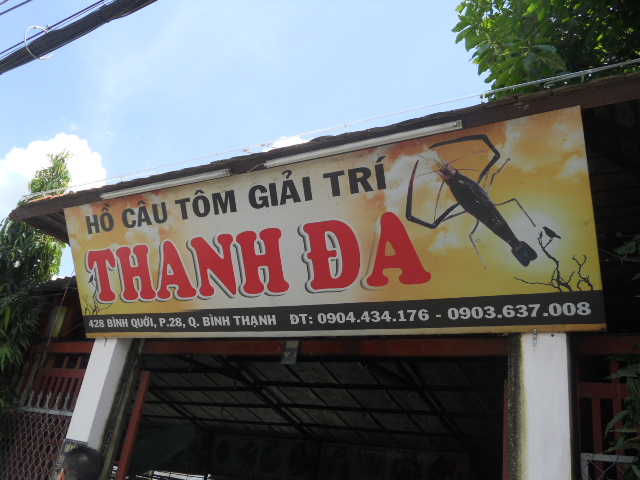 HỒ CÂU TÔM GIẢI TRÍ
THANH ĐA
428 BÌNH QUỚI, P.28, Q. BÌNH THẠNH ĐT: 0904.434.176 - 0903.637.008